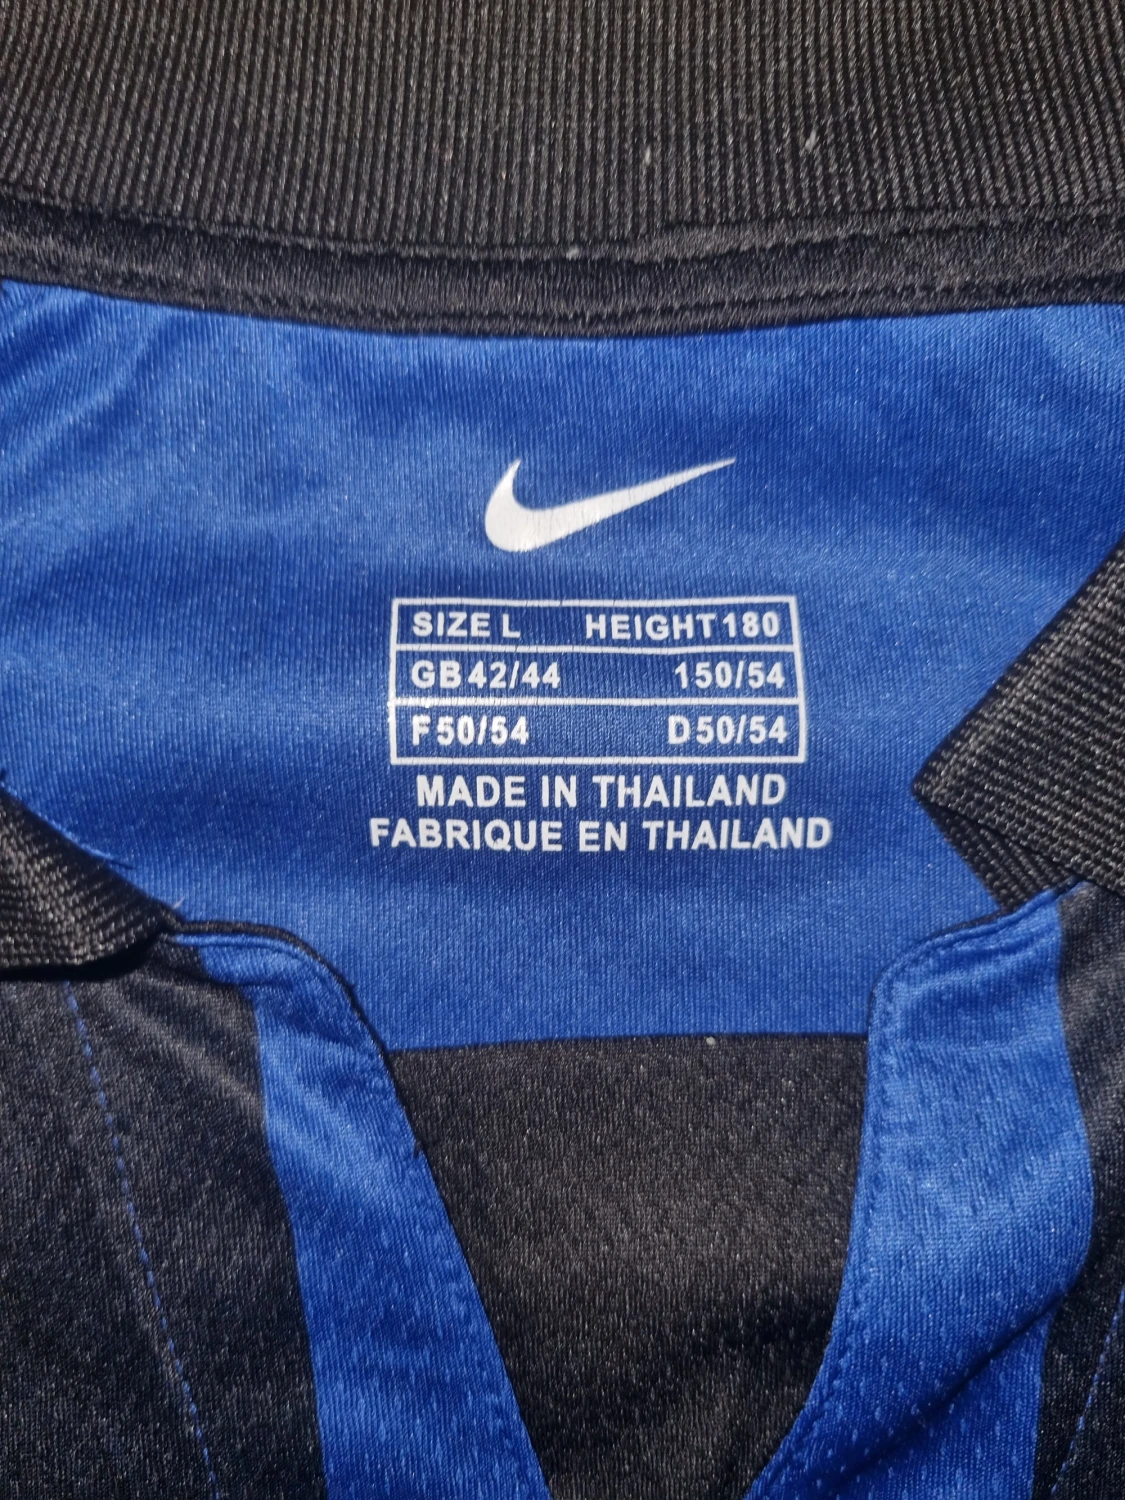 SIZE L HEIGHT 180
GB 42/44 150/54
F 50/54 D 50/54
MADE IN THAILAND
FABRIQUE EN THAILAND